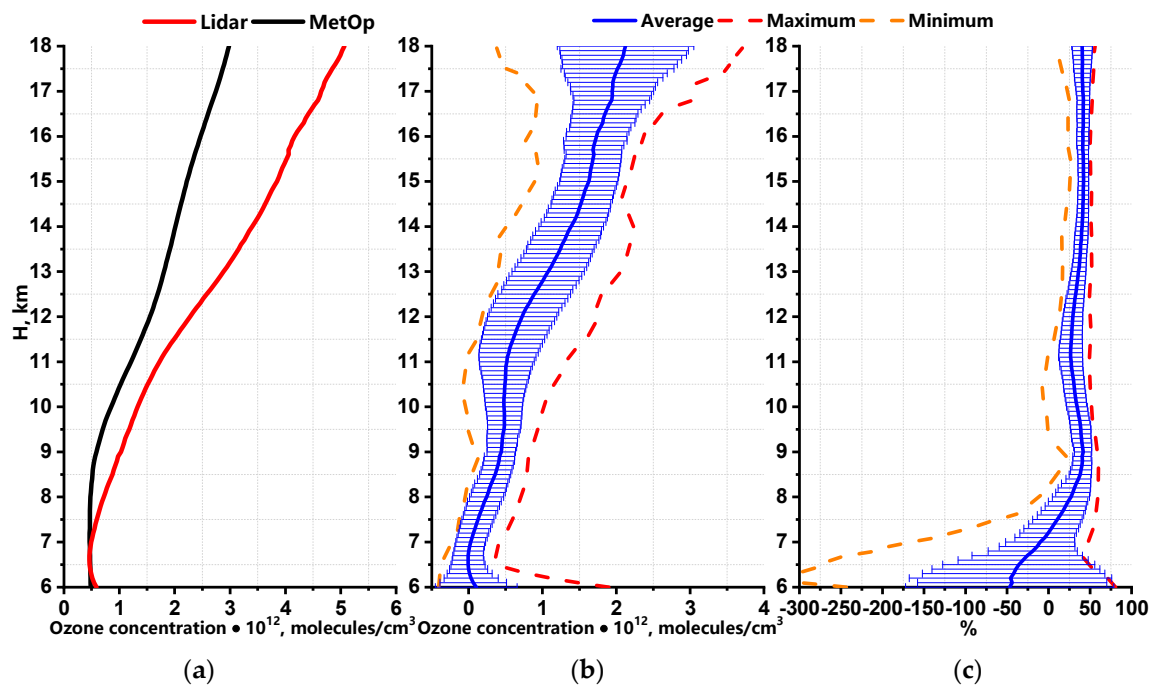 Lidar MetOp Average Maximum Minimum
18 18 18
17 17 17
16 16 16
15 15 15
14 14 14
13 13 13
12 12 12
11 11 11
10 10 10
9 9 9
8 8 8
7 7 7
6 6 6
H, km
0 1 2 3 4 5 6 0 1 2 3 4 -300 -250 -200 -150 -100 -50 0 50 100
Ozone concentration • 10¹², molecules/cm³ Ozone concentration • 10¹², molecules/cm³ %
(a) (b) (c)